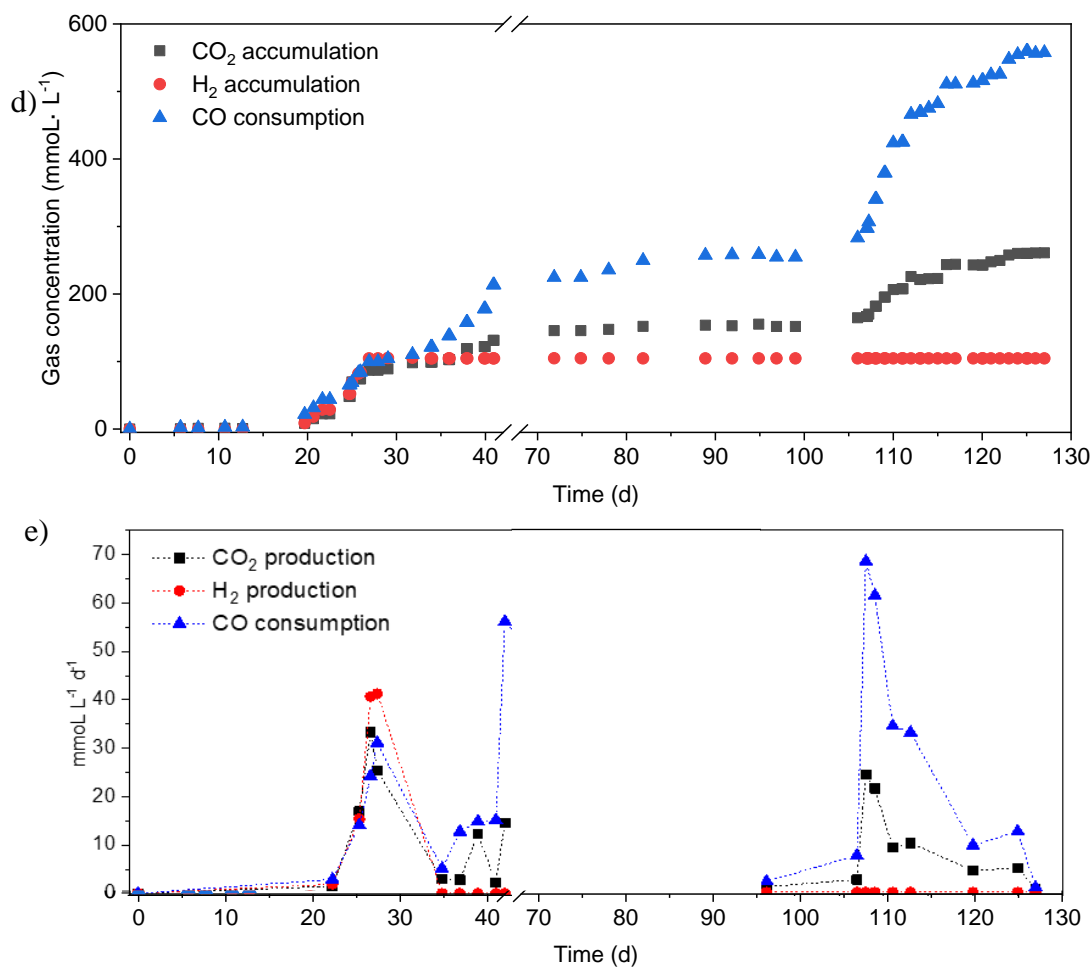 d)
600
400
200
0
Gas concentration (mmoL· L-1)
CO2 accumulation
H2 accumulation
CO consumption
0 10 20 30 40 70 80 90 100 110 120 130
Time (d)
e)
70
60
50
40
30
20
10
0
mmoL L-1 d-1
CO2 production
H2 production
CO consumption
0 10 20 30 40 70 80 90 100 110 120 130
Time (d)